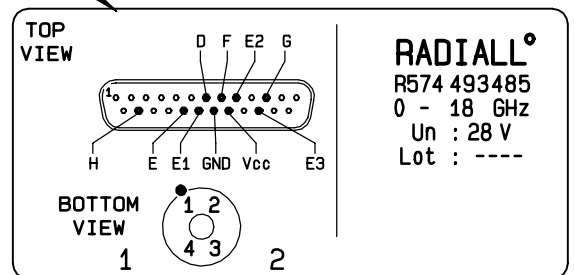 TOP
VIEW
D F E2 G
1
H E E1 GND Vcc E3
BOTTOM
VIEW
1 2
4 3
1 2
RADIALL°
R574 493485
0 - 18 GHz
Un : 28 V
Lot : ----